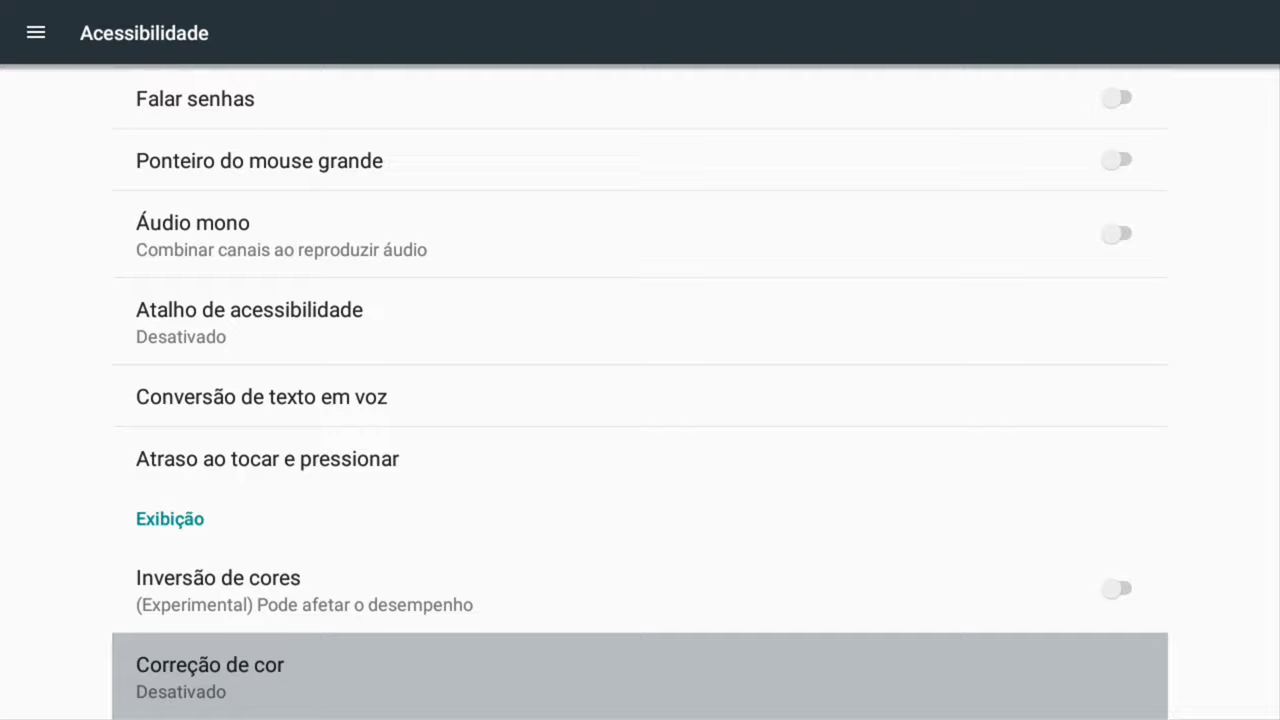 Acessibilidade
Falar senhas
Ponteiro do mouse grande
Áudio mono
Combinar canais ao reproduzir áudio
Atalho de acessibilidade
Desativado
Conversão de texto em voz
Atraso ao tocar e pressionar
Exibição
Inversão de cores
(Experimental) Pode afetar o desempenho
Correção de cor
Desativado